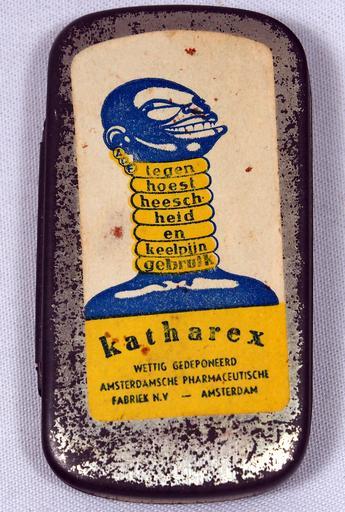 tegen
hoest
heesch-
heid
en
keelpijn
gebruik
katharex
WETTIG GEDEPONEERD
AMSTERDAMSCHE PHARMACEUTISCHE
FABRIEK N.V — AMSTERDAM